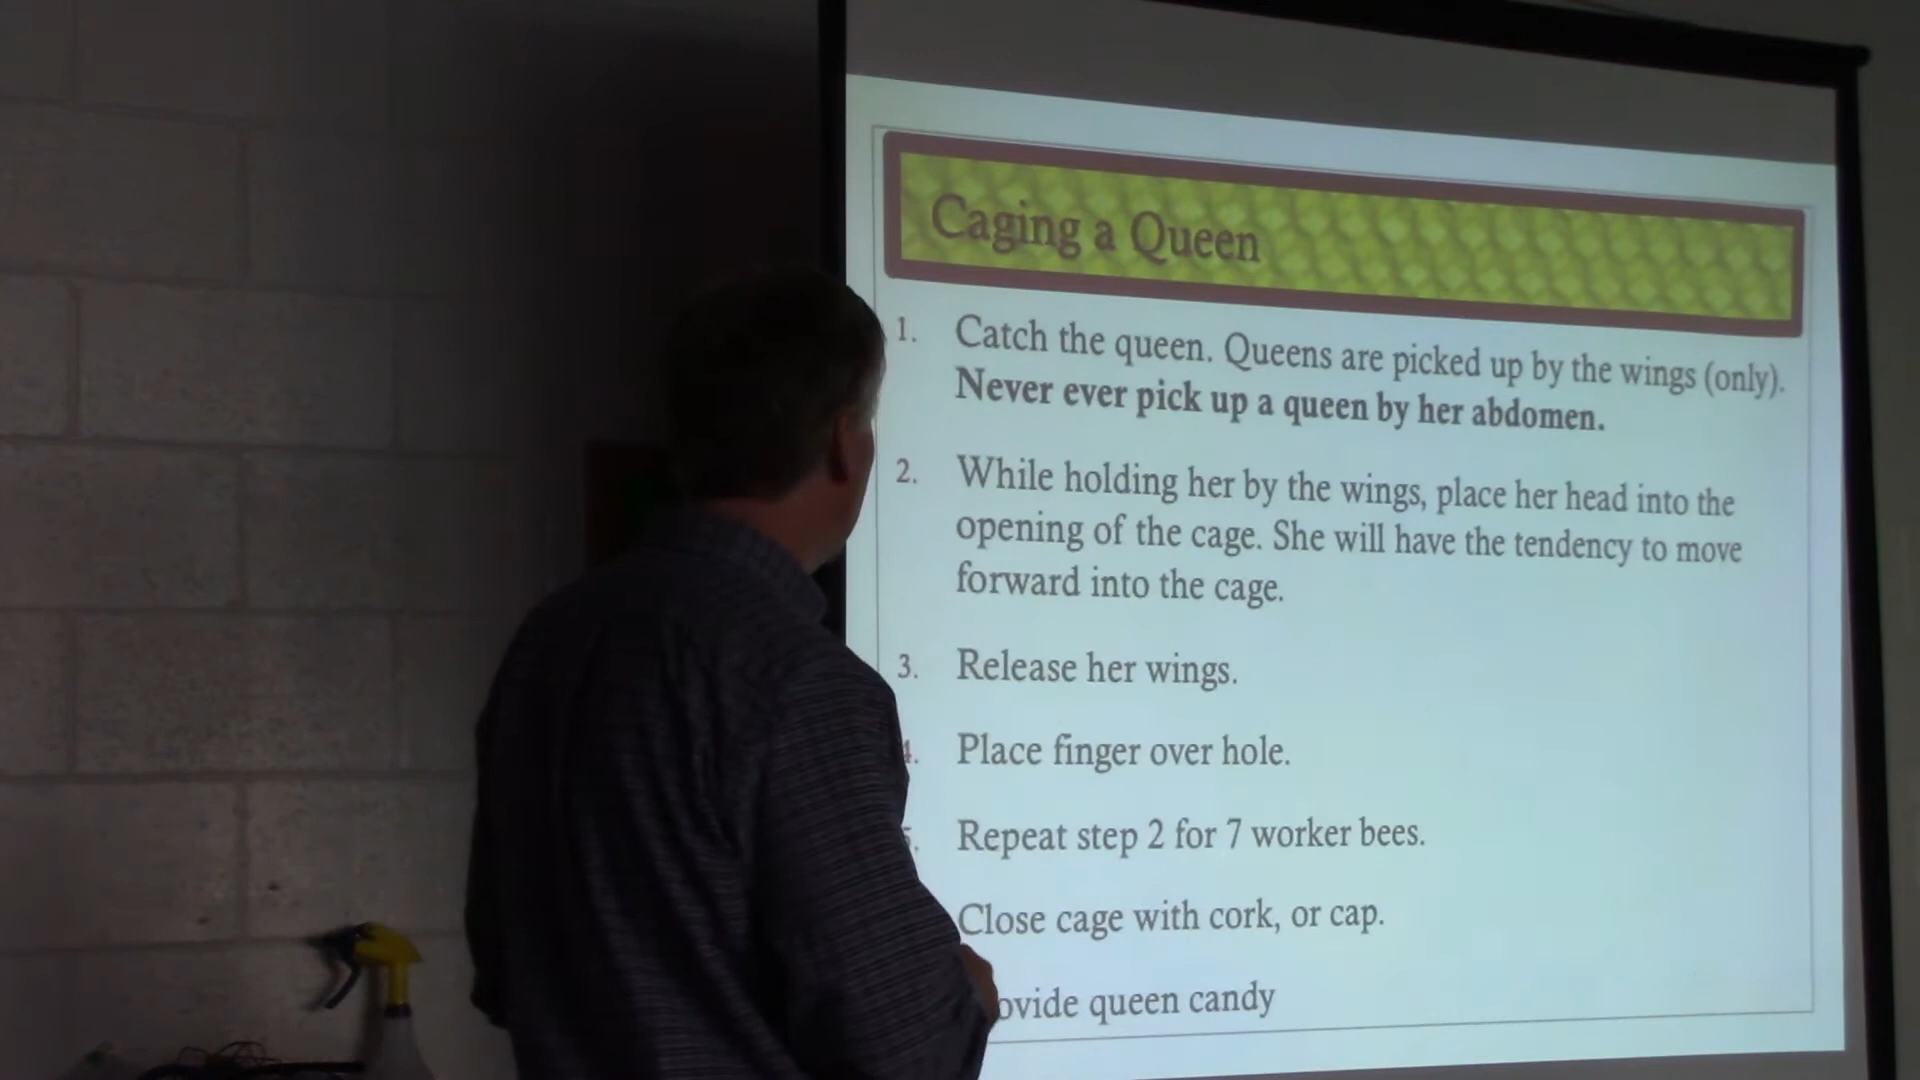 Caging a Queen
1. Catch the queen. Queens are picked up by the wings (only).
Never ever pick up a queen by her abdomen.
2. While holding her by the wings, place her head into the
opening of the cage. She will have the tendency to move
forward into the cage.
3. Release her wings.
4. Place finger over hole.
5. Repeat step 2 for 7 worker bees.
Close cage with cork, or cap.
ovide queen candy